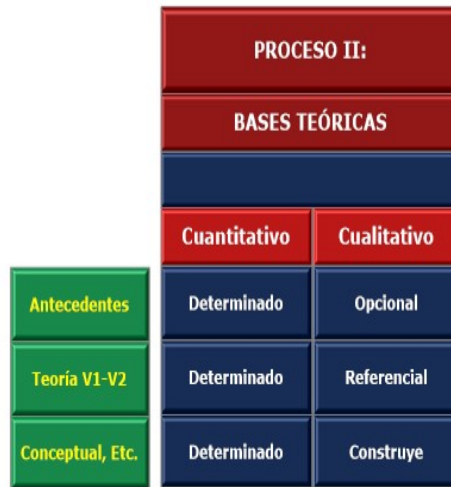 PROCESO II:
BASES TEÓRICAS
Cuantitativo Cualitativo
Antecedentes Determinado Opcional
Teoría V1-V2 Determinado Referencial
Conceptual, Etc. Determinado Construye